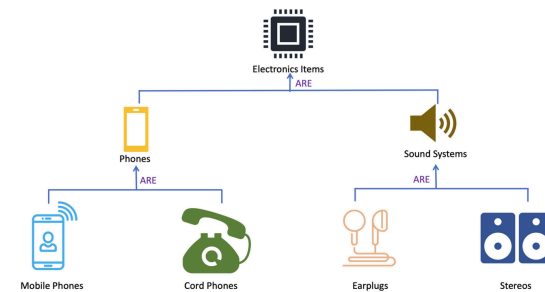 Electronics Items
ARE
Phones
Sound Systems
ARE
ARE
Mobile Phones
Cord Phones
Earplugs
Stereos